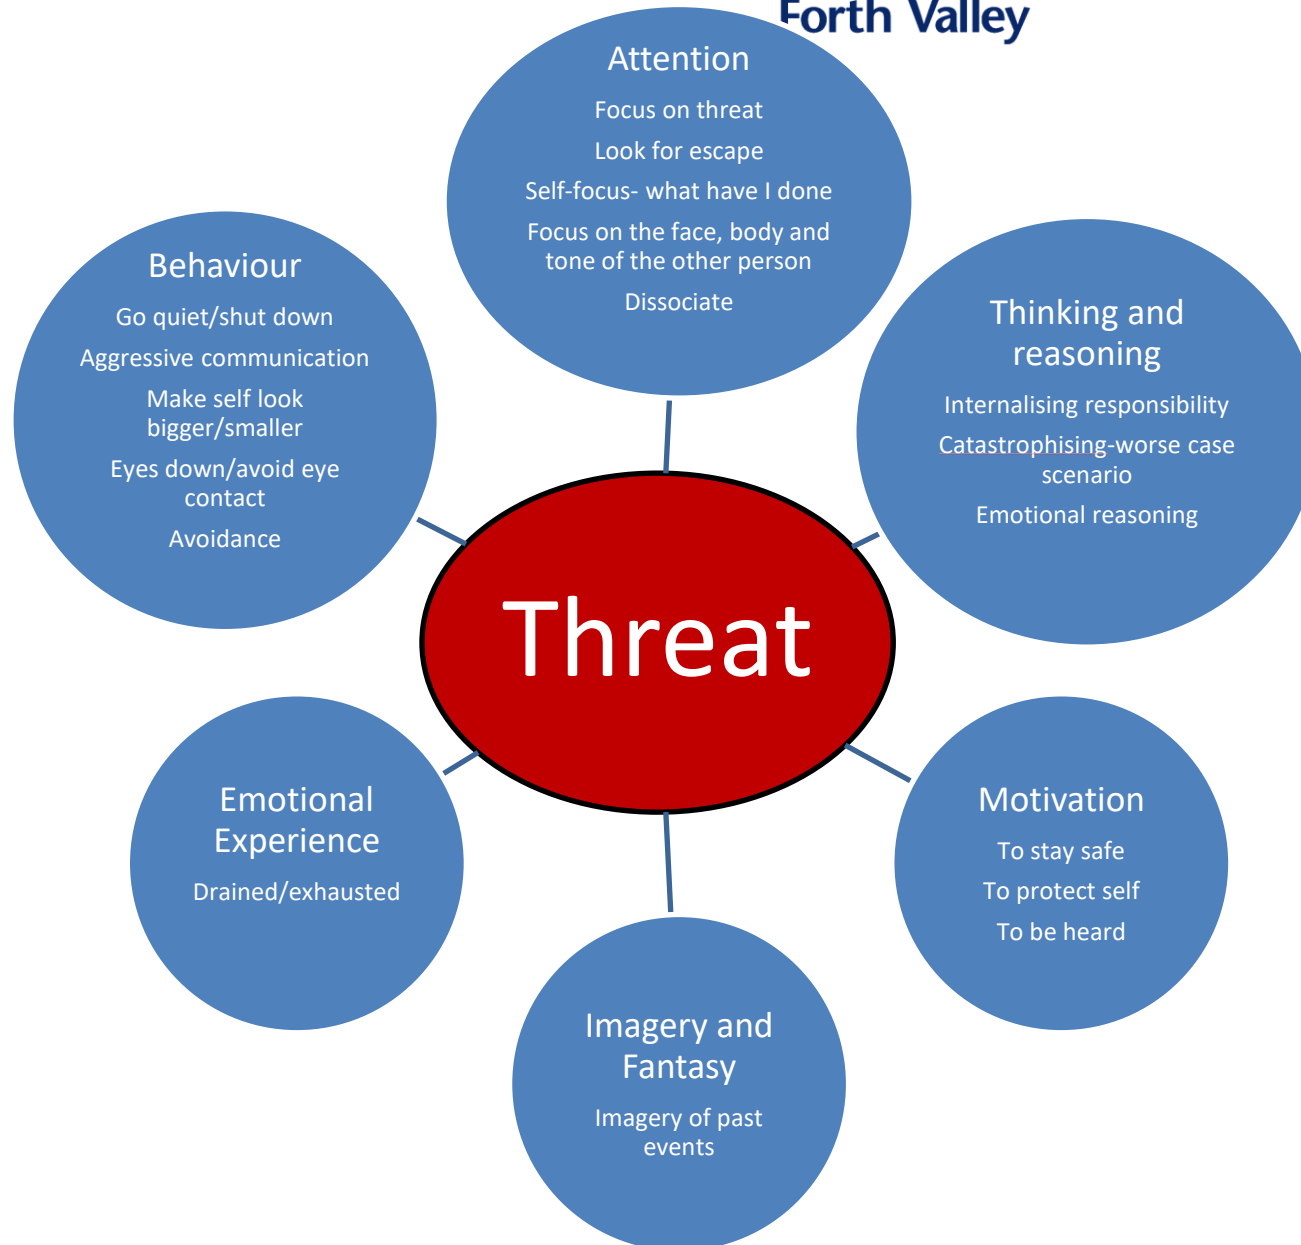 Forth Valley
Attention
Focus on threat
Look for escape
Self-focus- what have I done
Focus on the face, body and
tone of the other person
Dissociate
Behaviour
Go quiet/shut down
Aggressive communication
Make self look
bigger/smaller
Eyes down/avoid eye
contact
Avoidance
Thinking and
reasoning
Internalising responsibility
Catastrophising-worse case
scenario
Emotional reasoning
Threat
Emotional
Experience
Drained/exhausted
Motivation
To stay safe
To protect self
To be heard
Imagery and
Fantasy
Imagery of past
events